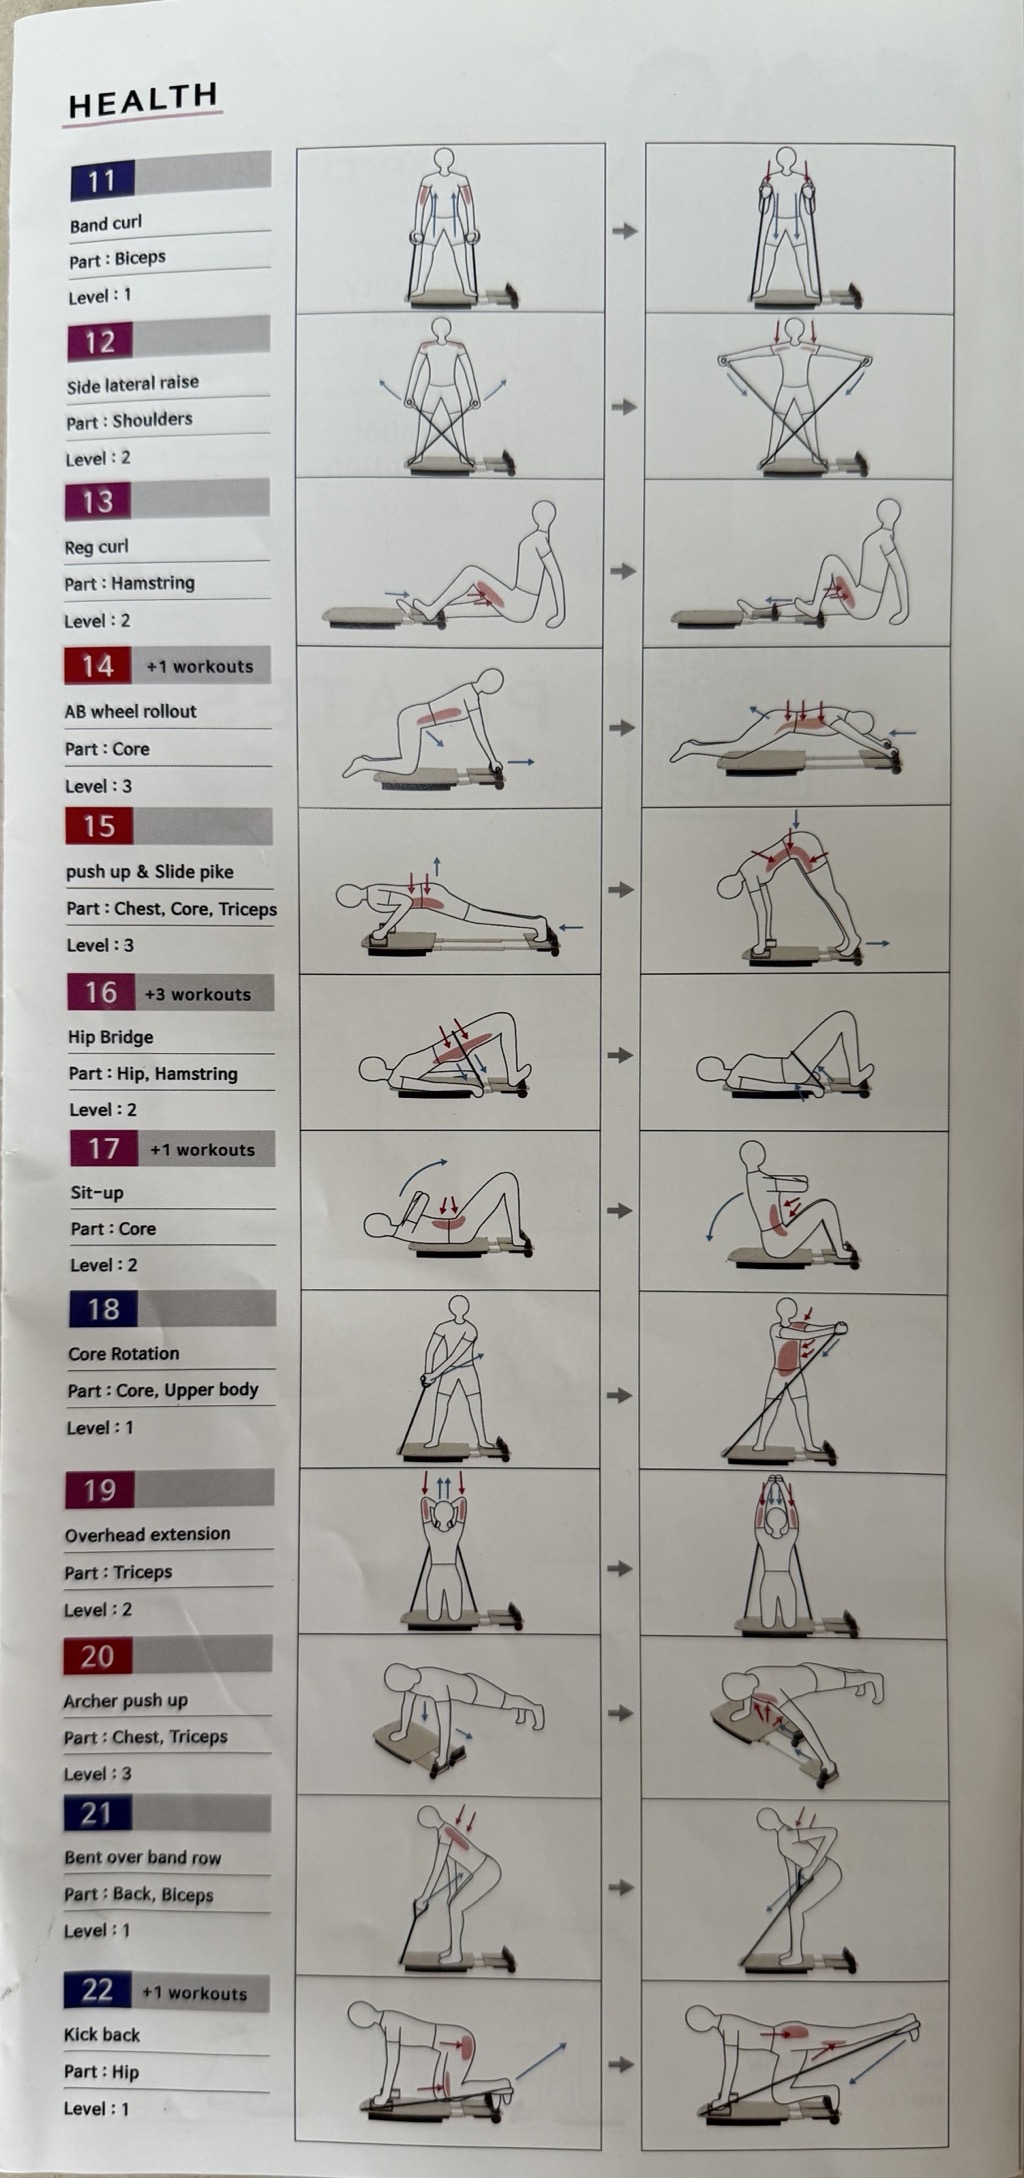 HEALTH
11
Band curl
Part : Biceps
Level : 1
12
Side lateral raise
Part : Shoulders
Level : 2
13
Reg curl
Part : Hamstring
Level : 2
14 +1 workouts
AB wheel rollout
Part : Core
Level : 3
15
push up & Slide pike
Part : Chest, Core, Triceps
Level : 3
16 +3 workouts
Hip Bridge
Part : Hip, Hamstring
Level : 2
17 +1 workouts
Sit-up
Part : Core
Level : 2
18
Core Rotation
Part : Core, Upper body
Level : 1
19
Overhead extension
Part : Triceps
Level : 2
20
Archer push up
Part : Chest, Triceps
Level : 3
21
Bent over band row
Part : Back, Biceps
Level : 1
22 +1 workouts
Kick back
Part : Hip
Level : 1